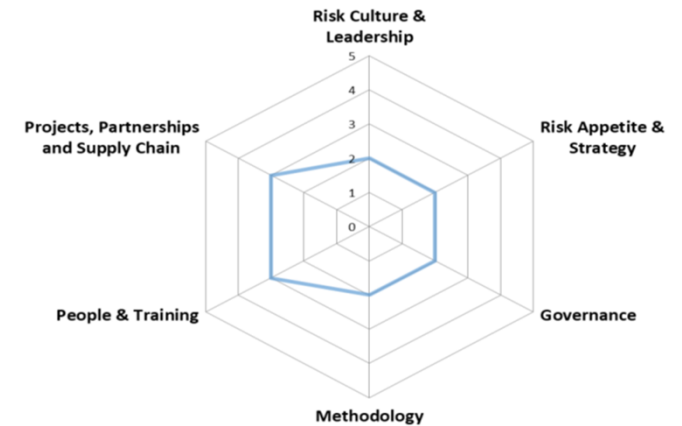 Risk Culture &
Leadership
5
4
3
2
1
0
Projects, Partnerships
and Supply Chain
Risk Appetite &
Strategy
People & Training
Governance
Methodology